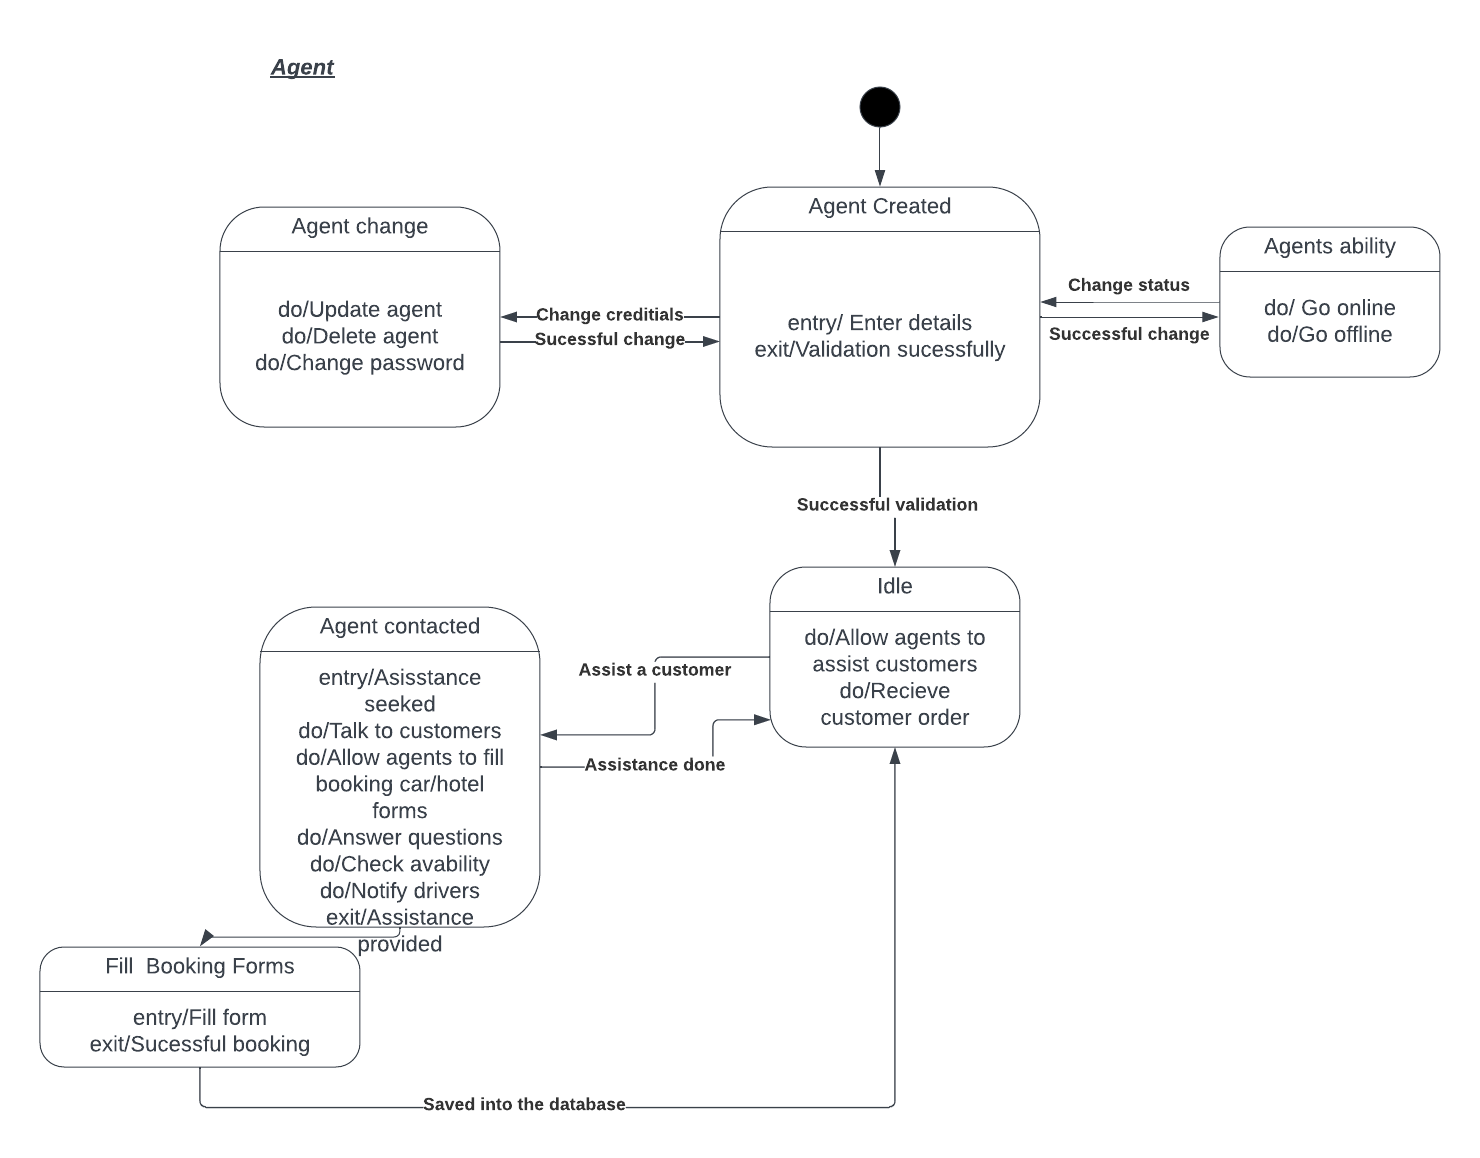 Agent
Agent Created
entry/ Enter details
exit/Validation sucessfully
Agent change
do/Update agent
do/Delete agent
do/Change password
Change creditials
Sucessful change
Agents ability
do/ Go online
do/Go offline
Change status
Successful change
Successful validation
Idle
do/Allow agents to
assist customers
do/Recieve
customer order
Agent contacted
entry/Asisstance
seeked
do/Talk to customers
do/Allow agents to fill
booking car/hotel
forms
do/Answer questions
do/Check avability
do/Notify drivers
exit/Assistance
provided
Assist a customer
Assistance done
Fill  Booking Forms
entry/Fill form
exit/Sucessful booking
Saved into the database